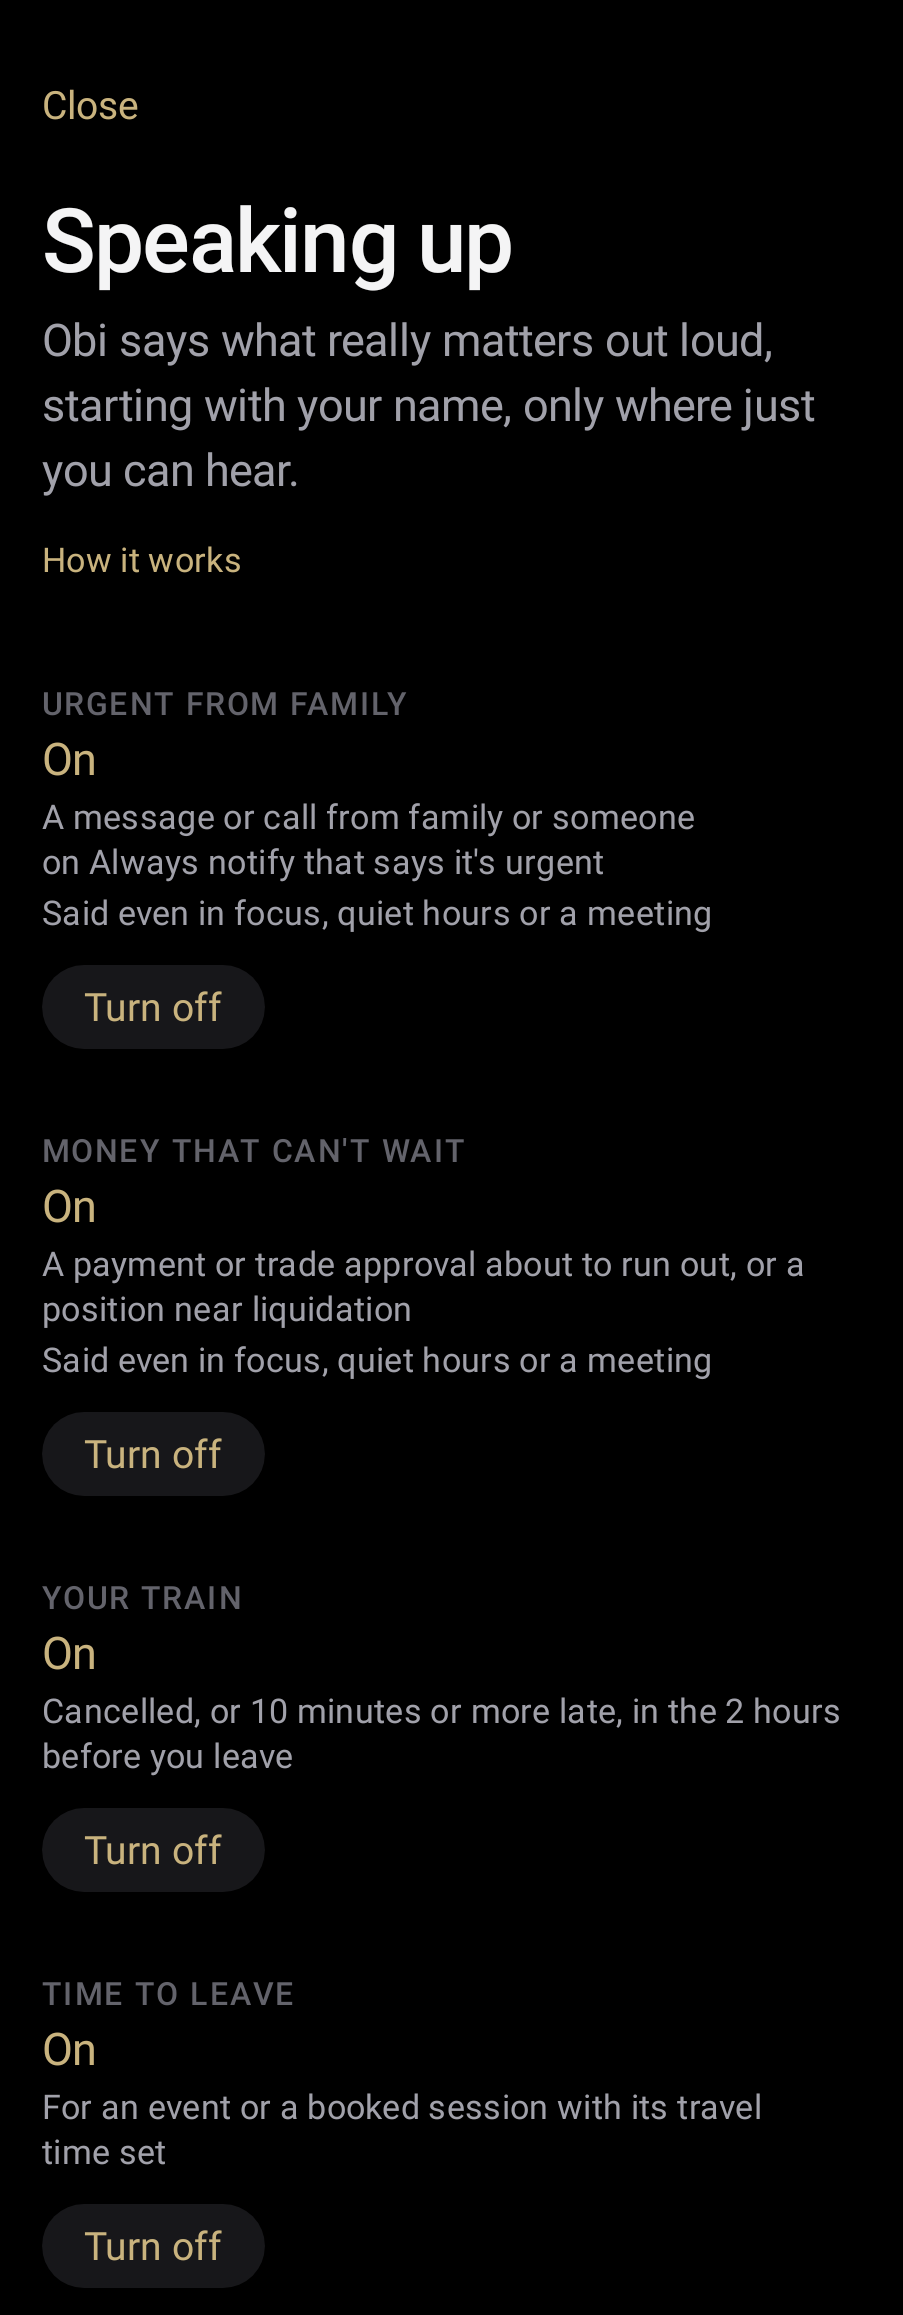 Close
Speaking up
Obi says what really matters out loud,
starting with your name, only where just
you can hear.
How it works
URGENT FROM FAMILY
On
A message or call from family or someone
on Always notify that says it's urgent
Said even in focus, quiet hours or a meeting
Turn off
MONEY THAT CAN'T WAIT
On
A payment or trade approval about to run out, or a
position near liquidation
Said even in focus, quiet hours or a meeting
Turn off
YOUR TRAIN
On
Cancelled, or 10 minutes or more late, in the 2 hours
before you leave
Turn off
TIME TO LEAVE
On
For an event or a booked session with its travel
time set
Turn off